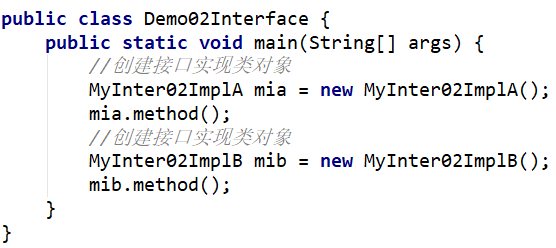 public class Demo02Interface {
    public static void main(String[] args) {
        //创建接口实现类对象
        MyInter02ImplA mia = new MyInter02ImplA();
        mia.method();
        //创建接口实现类对象
        MyInter02ImplB mib = new MyInter02ImplB();
        mib.method();
    }
}